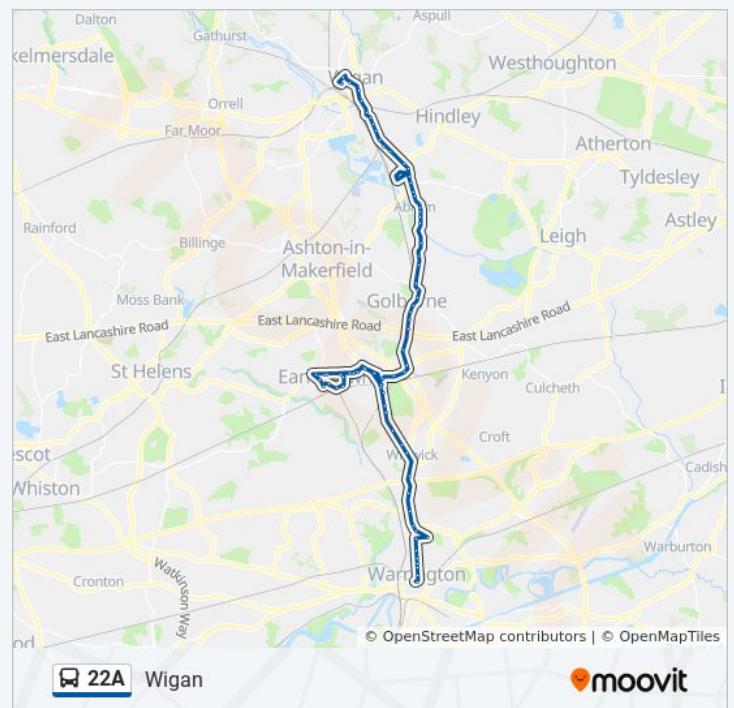 Dalton
Aspull
Gathurst
kelmersdale
Wigan
Westhoughton
Orrell
Hindley
Far Moor
Atherton
Tyldesley
Abram
Astley
Rainford
Billinge
Leigh
Ashton-in-
Makerfield
Moss Bank
Golborne
East Lancashire Road
East Lancashire Road
East Lancashire Road
St Helens
Kenyon
Culcheth
Croft
escot
Cadish
Whiston
Warburton
Cronton
Warrington
Watkinson Way
© OpenStreetMap contributors | © OpenMapTiles
22A Wigan
moovit